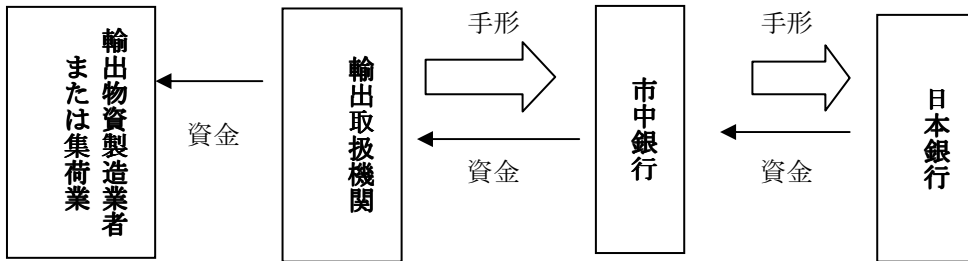 輸出物資製造業者
または集荷業
資金
輸出取扱機関
手形
資金
市中銀行
手形
資金
日本銀行